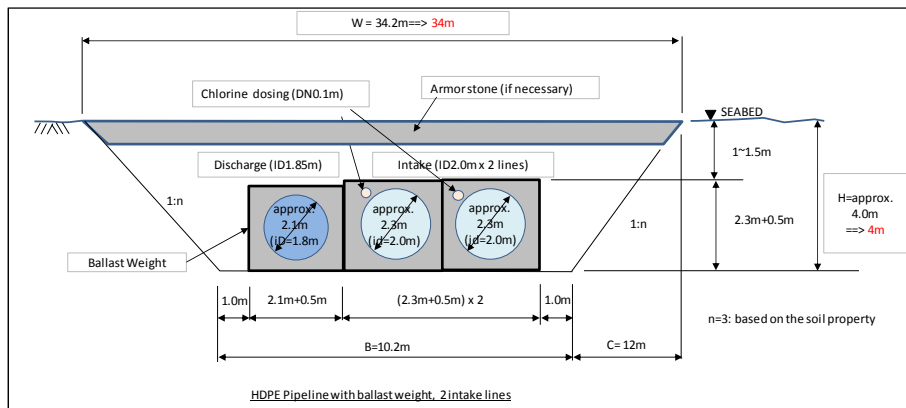 W = 34.2m==> 34m
Chlorine dosing (DN0.1m)
Armor stone (if necessary)
SEABED
1~1.5m
Discharge (ID1.85m)
Intake (ID2.0m x 2 lines)
1:n
approx.
2.1m
(iD=1.8m
approx.
2.3m
(id=2.0m)
approx.
2.3m
(id=2.0m)
1:n
2.3m+0.5m
H=approx.
4.0m
==> 4m
Ballast Weight
1.0m
2.1m+0.5m
(2.3m+0.5m) x 2
1.0m
n=3: based on the soil property
B=10.2m
C= 12m
HDPE Pipeline with ballast weight, 2 intake lines